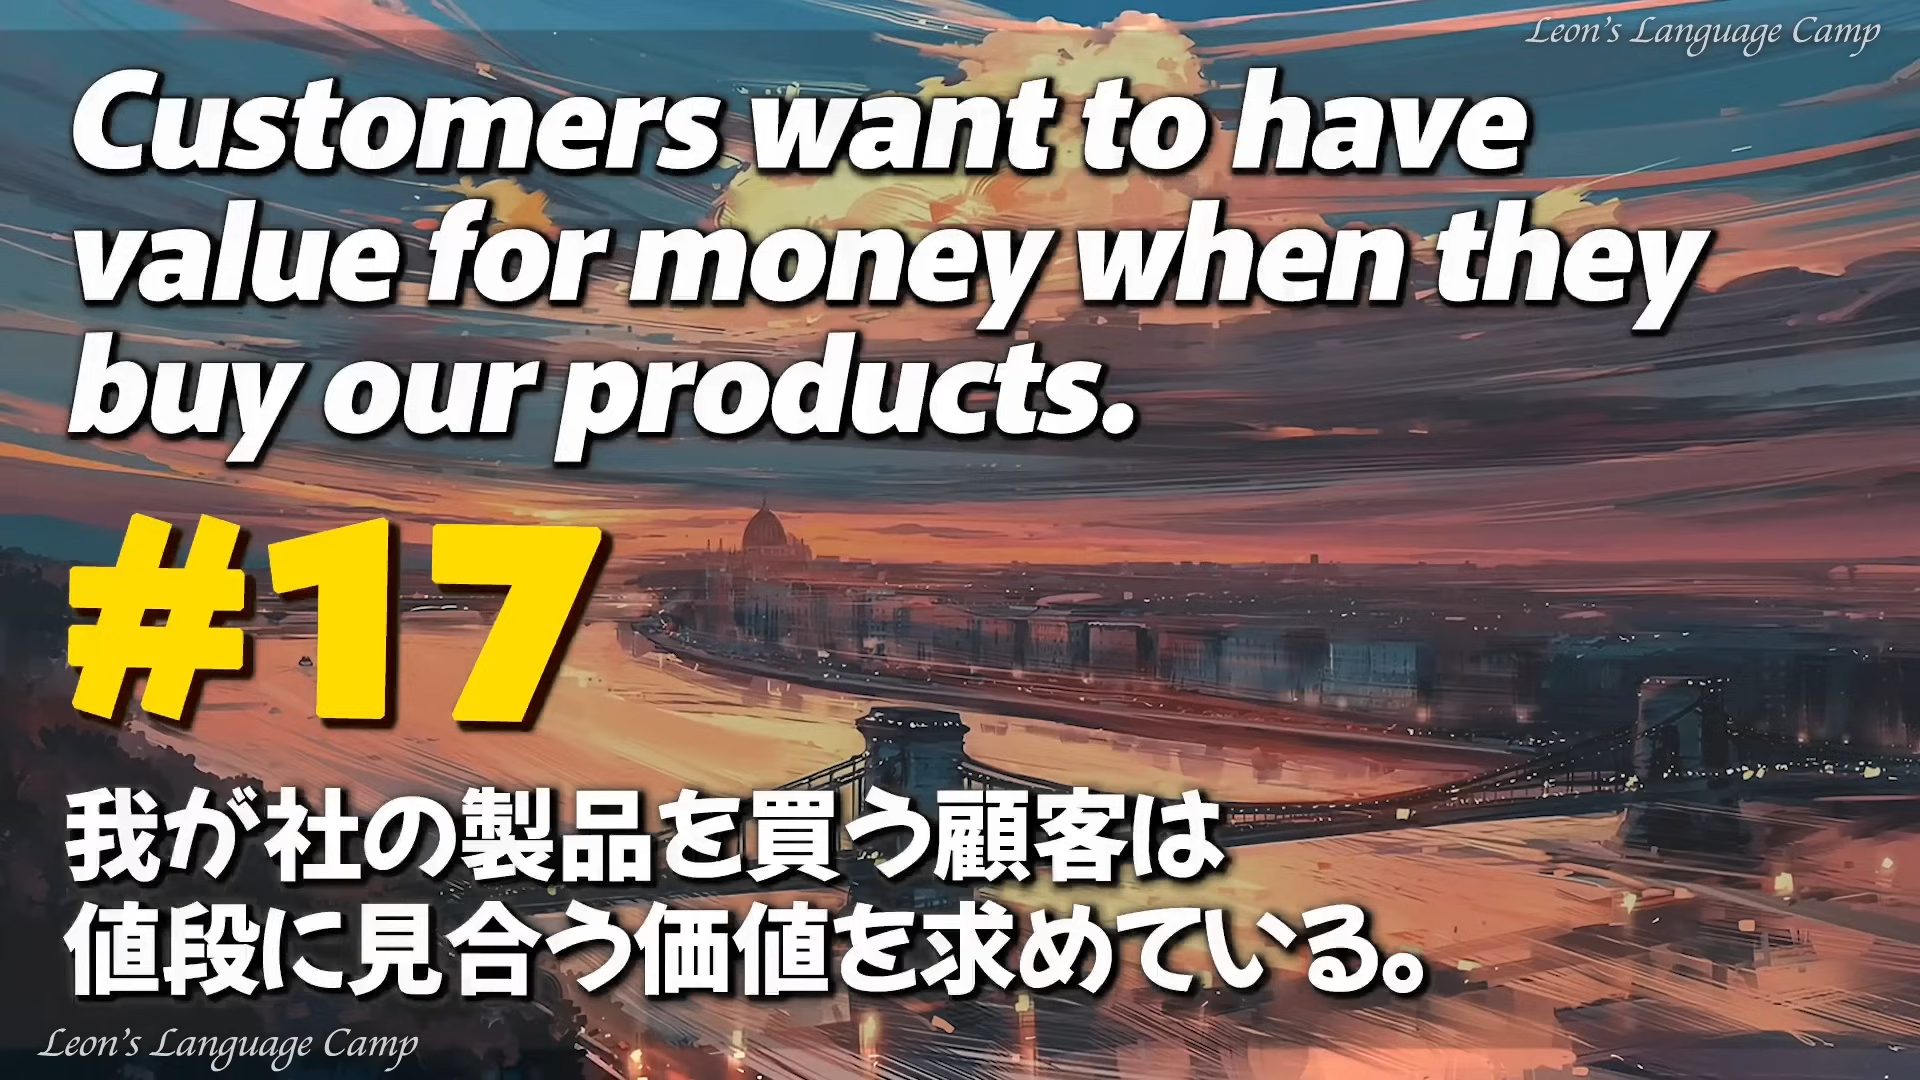 Leon's Language Camp
Customers want to have
value for money when they
buy our products.
#17
我が社の製品を買う顧客は
値段に見合う価値を求めている。
Leon's Language Camp